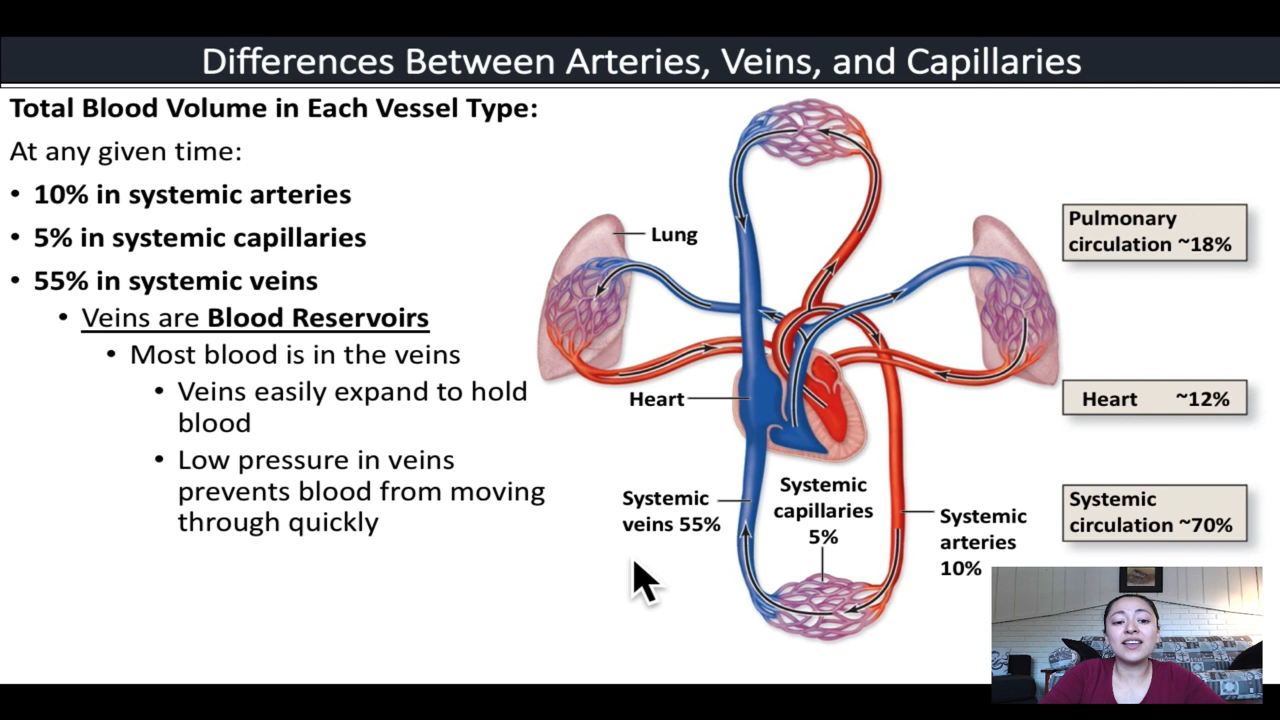 Differences Between Arteries, Veins, and Capillaries
Total Blood Volume in Each Vessel Type:
At any given time:
• 10% in systemic arteries
• 5% in systemic capillaries
• 55% in systemic veins
• Veins are Blood Reservoirs
• Most blood is in the veins
• Veins easily expand to hold
blood
• Low pressure in veins
prevents blood from moving
through quickly
Lung
Heart
Systemic
veins 55%
Systemic
capillaries
5%
Systemic
arteries
10%
Pulmonary
circulation ~18%
Heart ~12%
Systemic
circulation ~70%